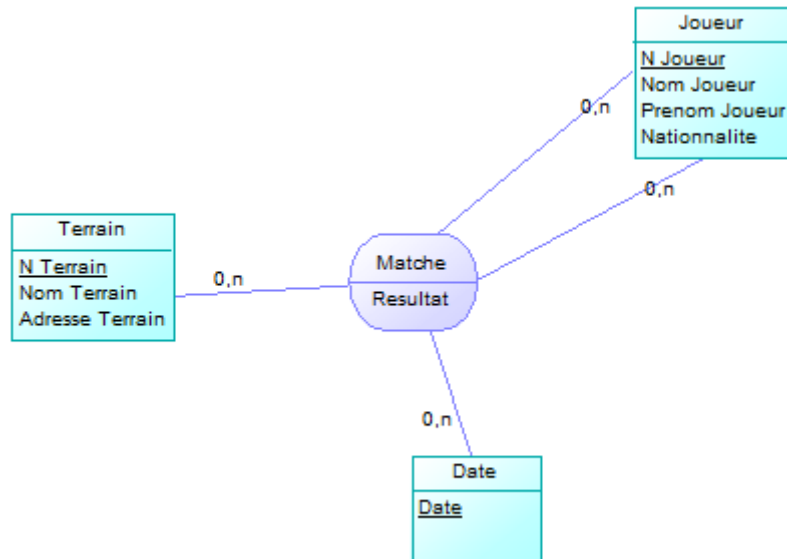 Joueur
N Joueur
Nom Joueur
Prenom Joueur
Nationnalite
0,n
0,n
Terrain
N Terrain
Nom Terrain
Adresse Terrain
0,n
Matche
Resultat
0,n
Date
Date